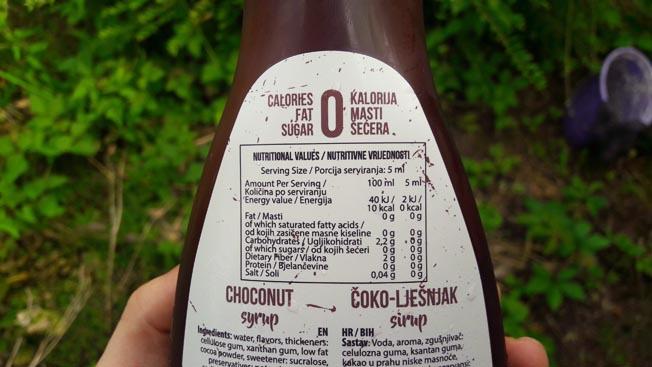 CALORIES 0 KALORIJA
FAT MASTI
SUGAR ŠEĆERA
NUTRITIONAL VALUES / NUTRITIVNE VRIJEDNOSTI
Serving Size / Porcija serviranja: 5 ml
Amount Per Serving / 100 ml 5 ml
Količina po serviranju
Energy value / Energija 40 kJ / 2 kJ /
10 kcal 0 kcal
Fat / Masti 0 g 0 g
of which saturated fatty acids /
od kojih zasićene masne kiseline 0 g 0 g
Carbohydrates / Ugljikohidrati 2,2 g 0 g
of which sugars / od kojih šećeri 0 g 0 g
Dietary Fiber / Vlakna 2 g 0 g
Protein / Bjelančevine 0 g 0 g
Salt / Soli 0,04 g 0 g
CHOCONUT
syrup
EN
Ingredients: water, flavors, thickeners:
cellulose gum, xanthan gum, low fat
cocoa powder, sweetener: sucralose,
ČOKO-LJEŠNJAK
sirup
HR / BIH
Sastav: Voda, aroma, zgušnjivač:
celulozna guma, ksantan guma,
kakao u prahu niske masnoće,